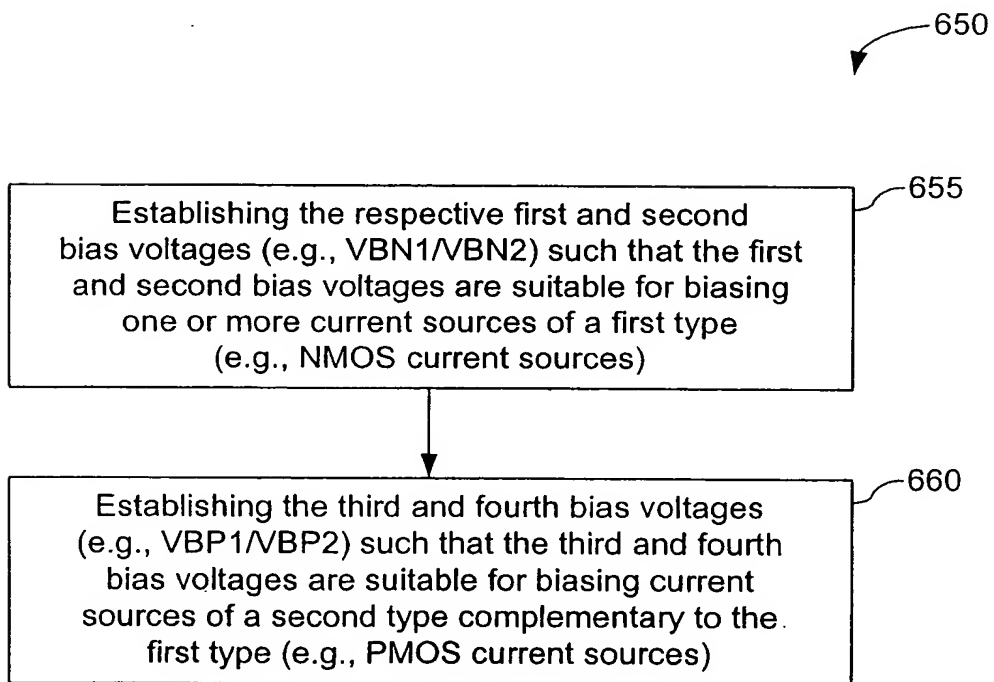 650
655
Establishing the respective first and second
bias voltages (e.g., VBN1/VBN2) such that the first
and second bias voltages are suitable for biasing
one or more current sources of a first type
(e.g., NMOS current sources)
660
Establishing the third and fourth bias voltages
(e.g., VBP1/VBP2) such that the third and fourth
bias voltages are suitable for biasing current
sources of a second type complementary to the
first type (e.g., PMOS current sources)